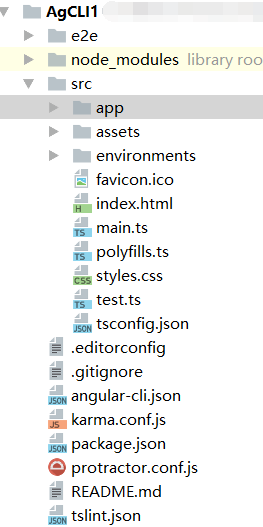 AgCLI1
e2e
node_modules library roo
src
app
assets
environments
favicon.ico
index.html
main.ts
polyfills.ts
styles.css
test.ts
tsconfig.json
.editorconfig
.gitignore
angular-cli.json
karma.conf.js
package.json
protractor.conf.js
README.md
tslint.json